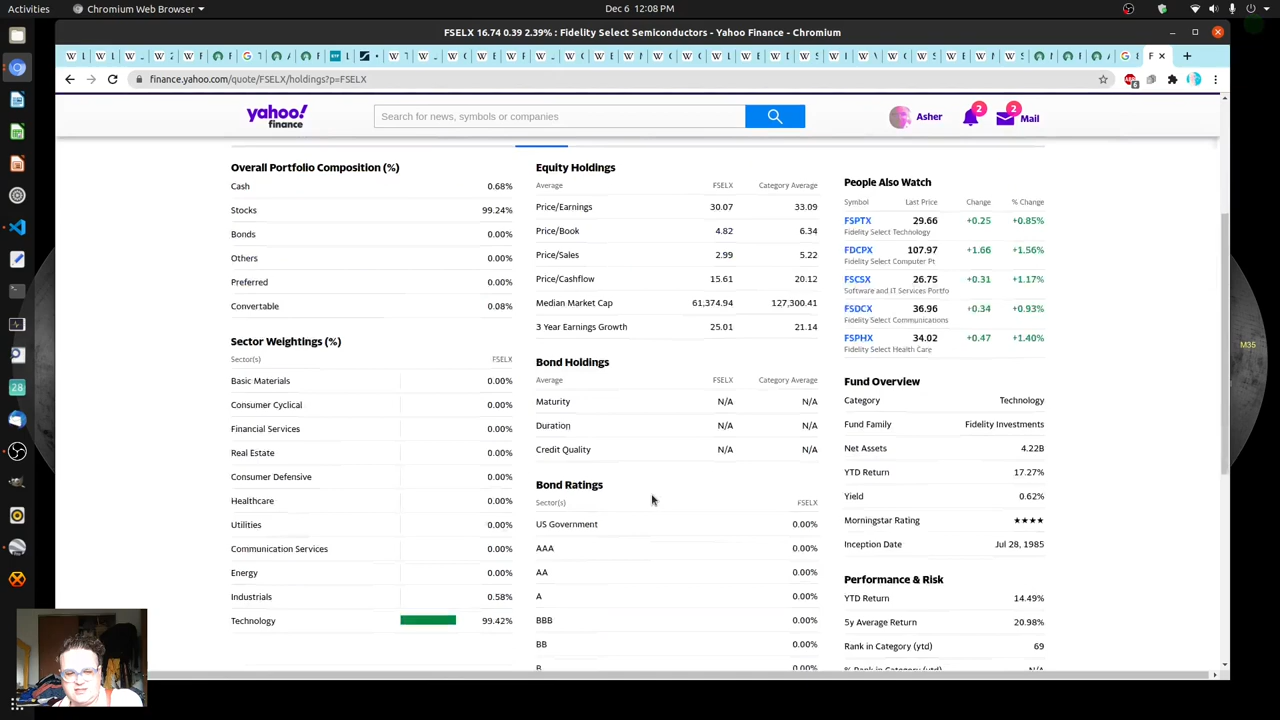 Activities
Chromium Web Browser
Dec 6 12:08 PM
FSELX 16.74 0.39 2.39% : Fidelity Select Semiconductors - Yahoo Finance - Chromium
finance.yahoo.com/quote/FSELX/holdings?p=FSELX
6
yahoo! finance
Search for news, symbols or companies
Asher
2
2
Mail
Overall Portfolio Composition (%)
Cash 0.68%
Stocks 99.24%
Bonds 0.00%
Others 0.00%
Preferred 0.00%
Convertable 0.08%
Sector Weightings (%)
Sector(s) FSELX
Basic Materials 0.00%
Consumer Cyclical 0.00%
Financial Services 0.00%
Real Estate 0.00%
Consumer Defensive 0.00%
Healthcare 0.00%
Utilities 0.00%
Communication Services 0.00%
Energy 0.00%
Industrials 0.58%
Technology 99.42%
Equity Holdings
Average FSELX Category Average
Price/Earnings 30.07 33.09
Price/Book 4.82 6.34
Price/Sales 2.99 5.22
Price/Cashflow 15.61 20.12
Median Market Cap 61,374.94 127,300.41
3 Year Earnings Growth 25.01 21.14
Bond Holdings
Average FSELX Category Average
Maturity N/A N/A
Duration N/A N/A
Credit Quality N/A N/A
Bond Ratings
Sector(s) FSELX
US Government 0.00%
AAA 0.00%
AA 0.00%
A 0.00%
BBB 0.00%
BB 0.00%
B 0.00%
People Also Watch
Symbol Last Price Change % Change
FSPTX 29.66 +0.25 +0.85%
Fidelity Select Technology
FDCPX 107.97 +1.66 +1.56%
Fidelity Select Computer Pt
FSCSX 26.75 +0.31 +1.17%
Software and IT Services Portfo
FSDCX 36.96 +0.34 +0.93%
Fidelity Select Communications
FSPHX 34.02 +0.47 +1.40%
Fidelity Select Health Care
Fund Overview
Category Technology
Fund Family Fidelity Investments
Net Assets 4.22B
YTD Return 17.27%
Yield 0.62%
Morningstar Rating ★★★★
Inception Date Jul 28, 1985
Performance & Risk
YTD Return 14.49%
5y Average Return 20.98%
Rank in Category (ytd) 69
% Rank in Category (ytd) N/A
28
M35